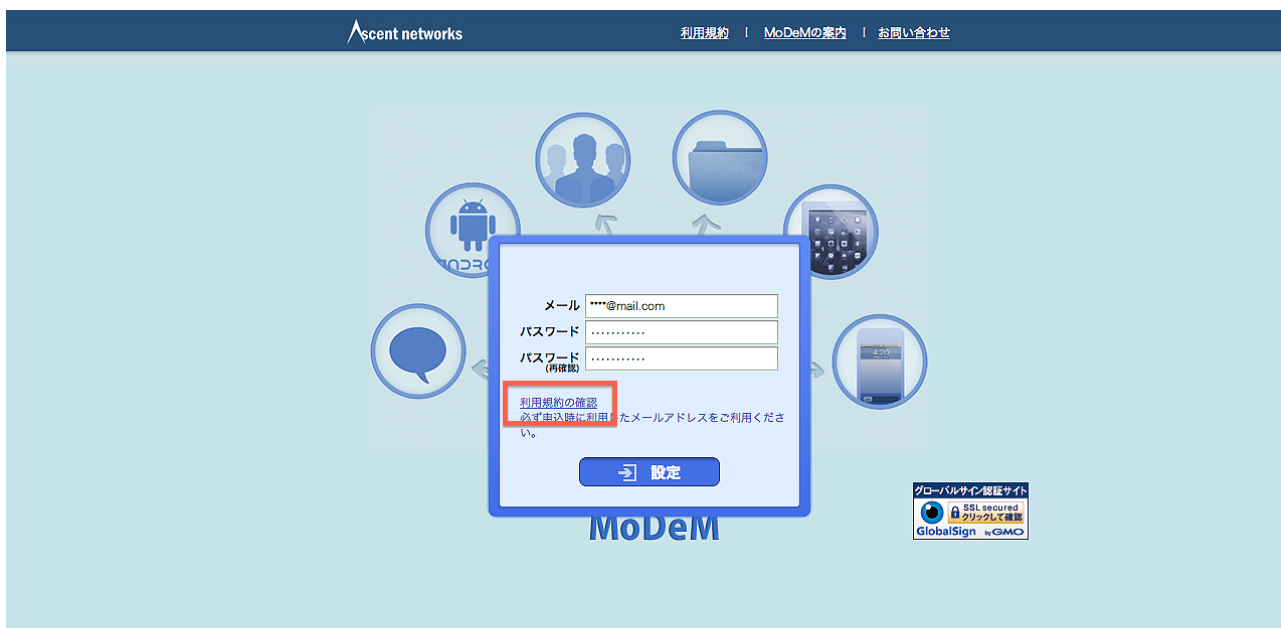 Ascent networks
利用規約 | MoDeMの案内 | お問い合わせ
メール ****@mail.com
パスワード ...........
パスワード ...........
(再確認)
利用規約の確認
必ず申込時に利用したメールアドレスをご利用くださ
い。
設定
MoDeM
グローバルサイン認証サイト
SSL secured
クリックして確認
GlobalSign by GMO
4:20